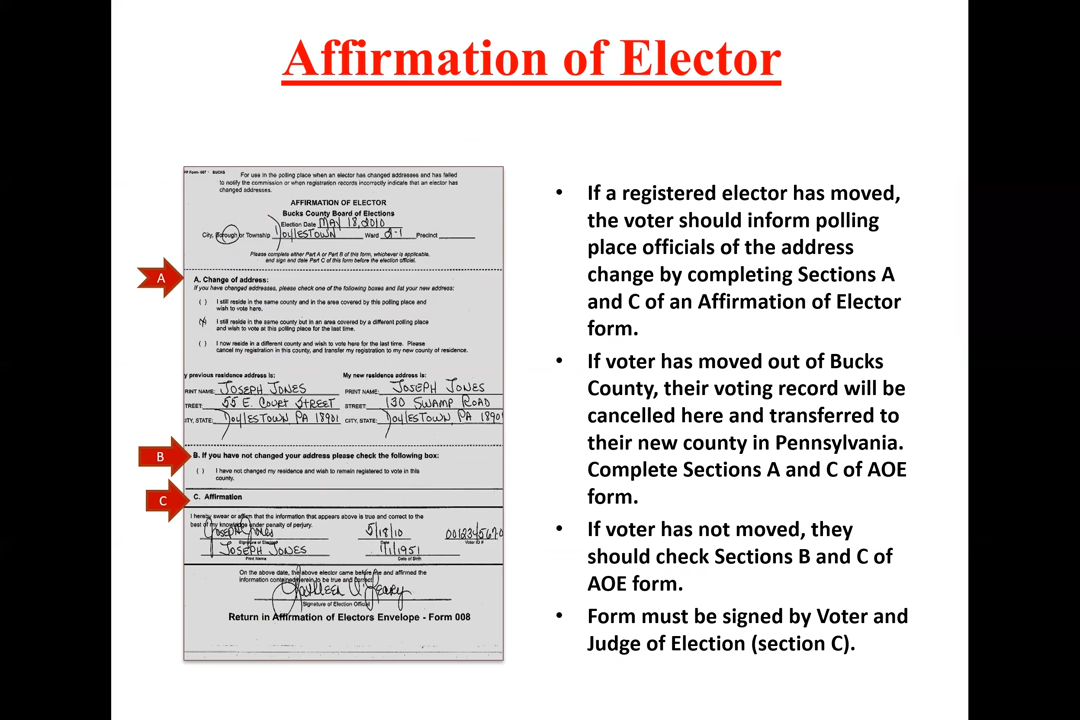 Affirmation of Elector
For use in the polling place when an elector has changed addresses and has failed
to notify the commission or when registration records incorrectly indicate that an elector has
changed addresses.
AFFIRMATION OF ELECTOR
Bucks County Board of Elections
Election Date MAY 18, 2010
City, Borough or Township DOYLESTOWN Ward 2-1 Precinct
Please complete either Part A or Part B of this form, whichever is applicable,
and sign and date Part C of this form before the election official.
A
A. Change of address:
If you have changed addresses, please check one of the following boxes and list your new address:
( ) I still reside in the same county and in the area covered by this polling place and
wish to vote here.
(X) I still reside in the same county but in an area covered by a different polling place
and wish to vote at this polling place for the last time.
( ) I now reside in a different county and wish to vote here for the last time. Please
cancel my registration in this county, and transfer my registration to my new county of residence.
y previous residence address is: My new residence address is:
PRINT NAME: JOSEPH JONES PRINT NAME: JOSEPH JONES
STREET 55 E. COURT STREET STREET 130 SWAMP ROAD
CITY, STATE: DOYLESTOWN, PA 18901 CITY, STATE: DOYLESTOWN, PA 18901
B
B. If you have not changed your address please check the following box:
( ) I have not changed my residence and wish to remain registered to vote in this
county.
C
C. Affirmation
I hereby swear or affirm that the information that appears above is true and correct to the
best of my knowledge under penalty of perjury.
Joseph Jones 5/18/10 001234567-0
Signature of Elector Date Voter ID #
JOSEPH JONES 1/1/1951
Print Name Date of Birth
On the above date, the above elector came before me and affirmed the
information contained herein to be true and correct.
Signature of Election Official
Return in Affirmation of Electors Envelope - Form 008
• If a registered elector has moved,
the voter should inform polling
place officials of the address
change by completing Sections A
and C of an Affirmation of Elector
form.
• If voter has moved out of Bucks
County, their voting record will be
cancelled here and transferred to
their new county in Pennsylvania.
Complete Sections A and C of AOE
form.
• If voter has not moved, they
should check Sections B and C of
AOE form.
• Form must be signed by Voter and
Judge of Election (section C).